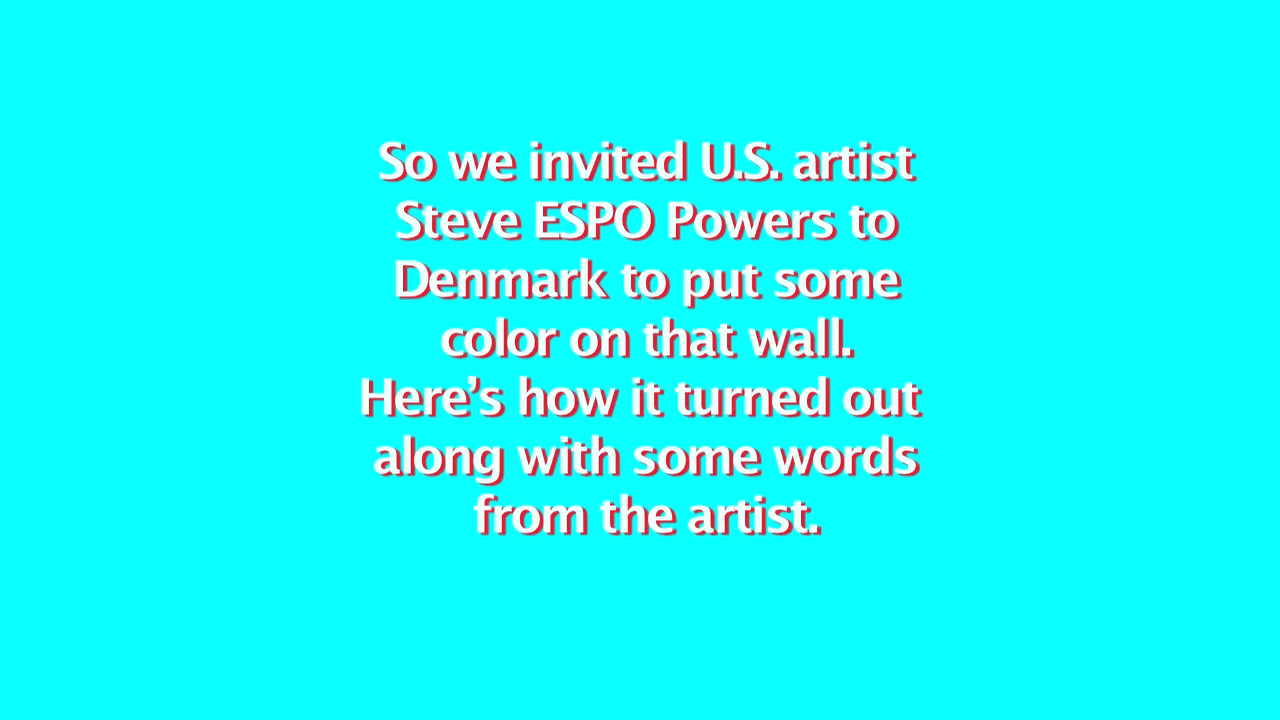 So we invited U.S. artist
Steve ESPO Powers to
Denmark to put some
color on that wall.
Here’s how it turned out
along with some words
from the artist.